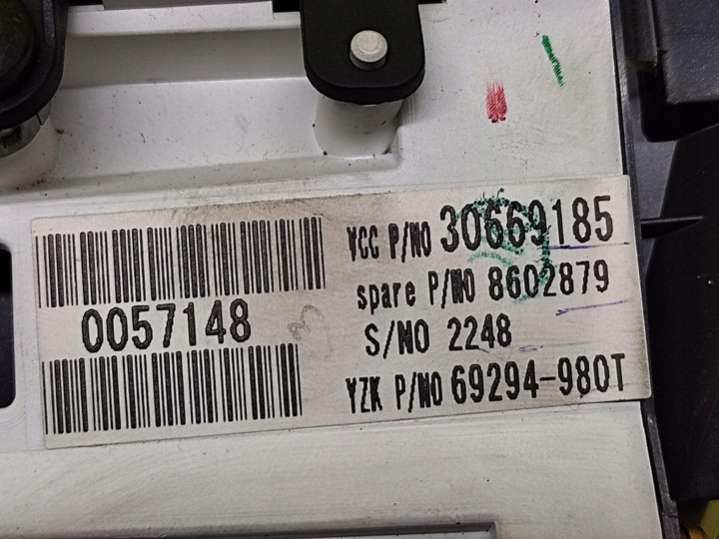 0057148
VCC P/NO 30669185
spare P/NO 8602879
S/NO 2248
YZK P/NO 69294-980T